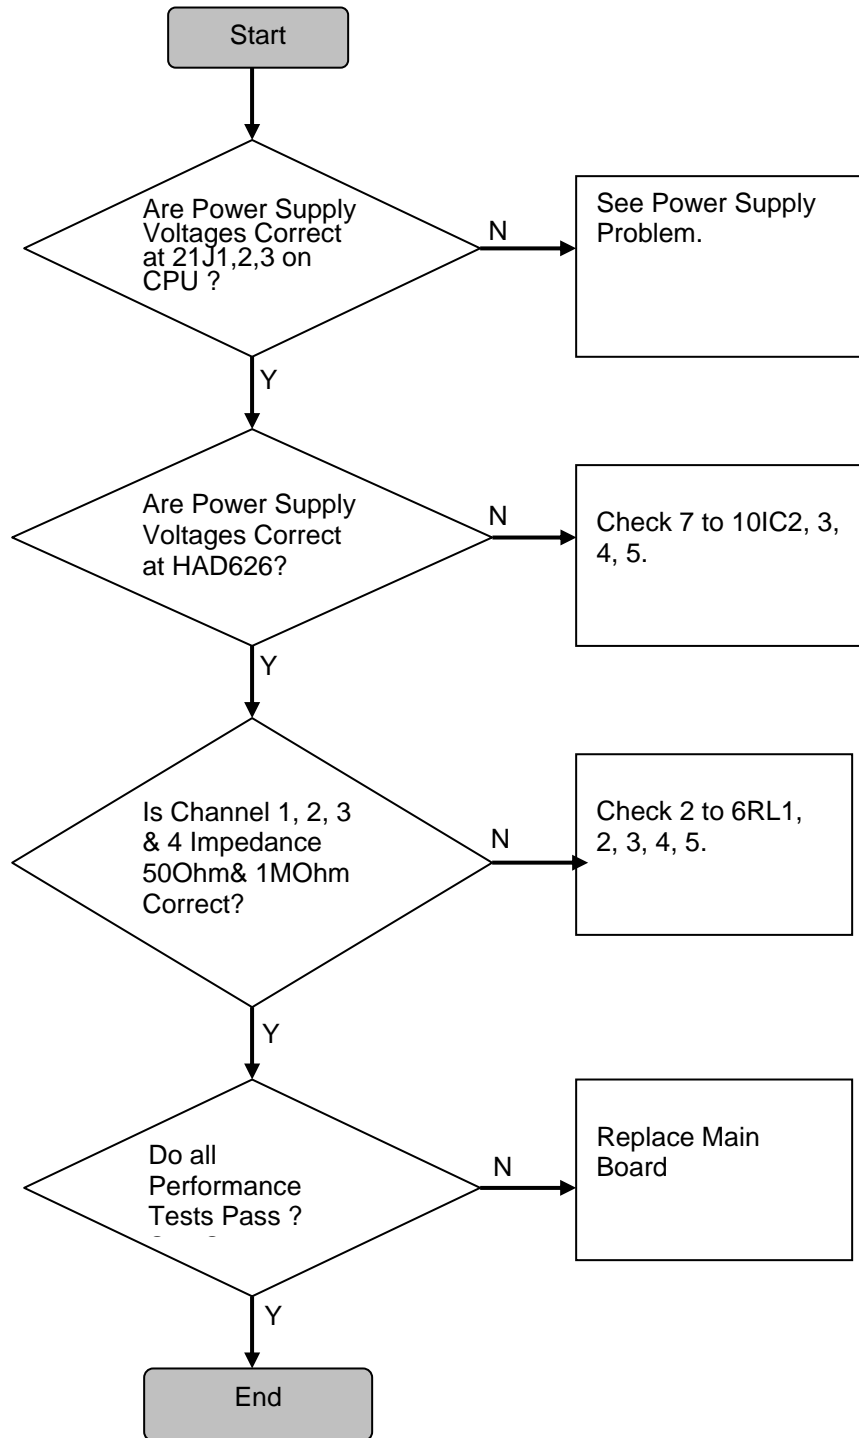 Start
Are Power Supply
Voltages Correct
at 21J1,2,3 on
CPU ?
N
See Power Supply
Problem.
Y
Are Power Supply
Voltages Correct
at HAD626?
N
Check 7 to 10IC2, 3,
4, 5.
Y
Is Channel 1, 2, 3
& 4 Impedance
50Ohm& 1MOhm
Correct?
N
Check 2 to 6RL1,
2, 3, 4, 5.
Y
Do all
Performance
Tests Pass ?
N
Replace Main
Board
Y
End